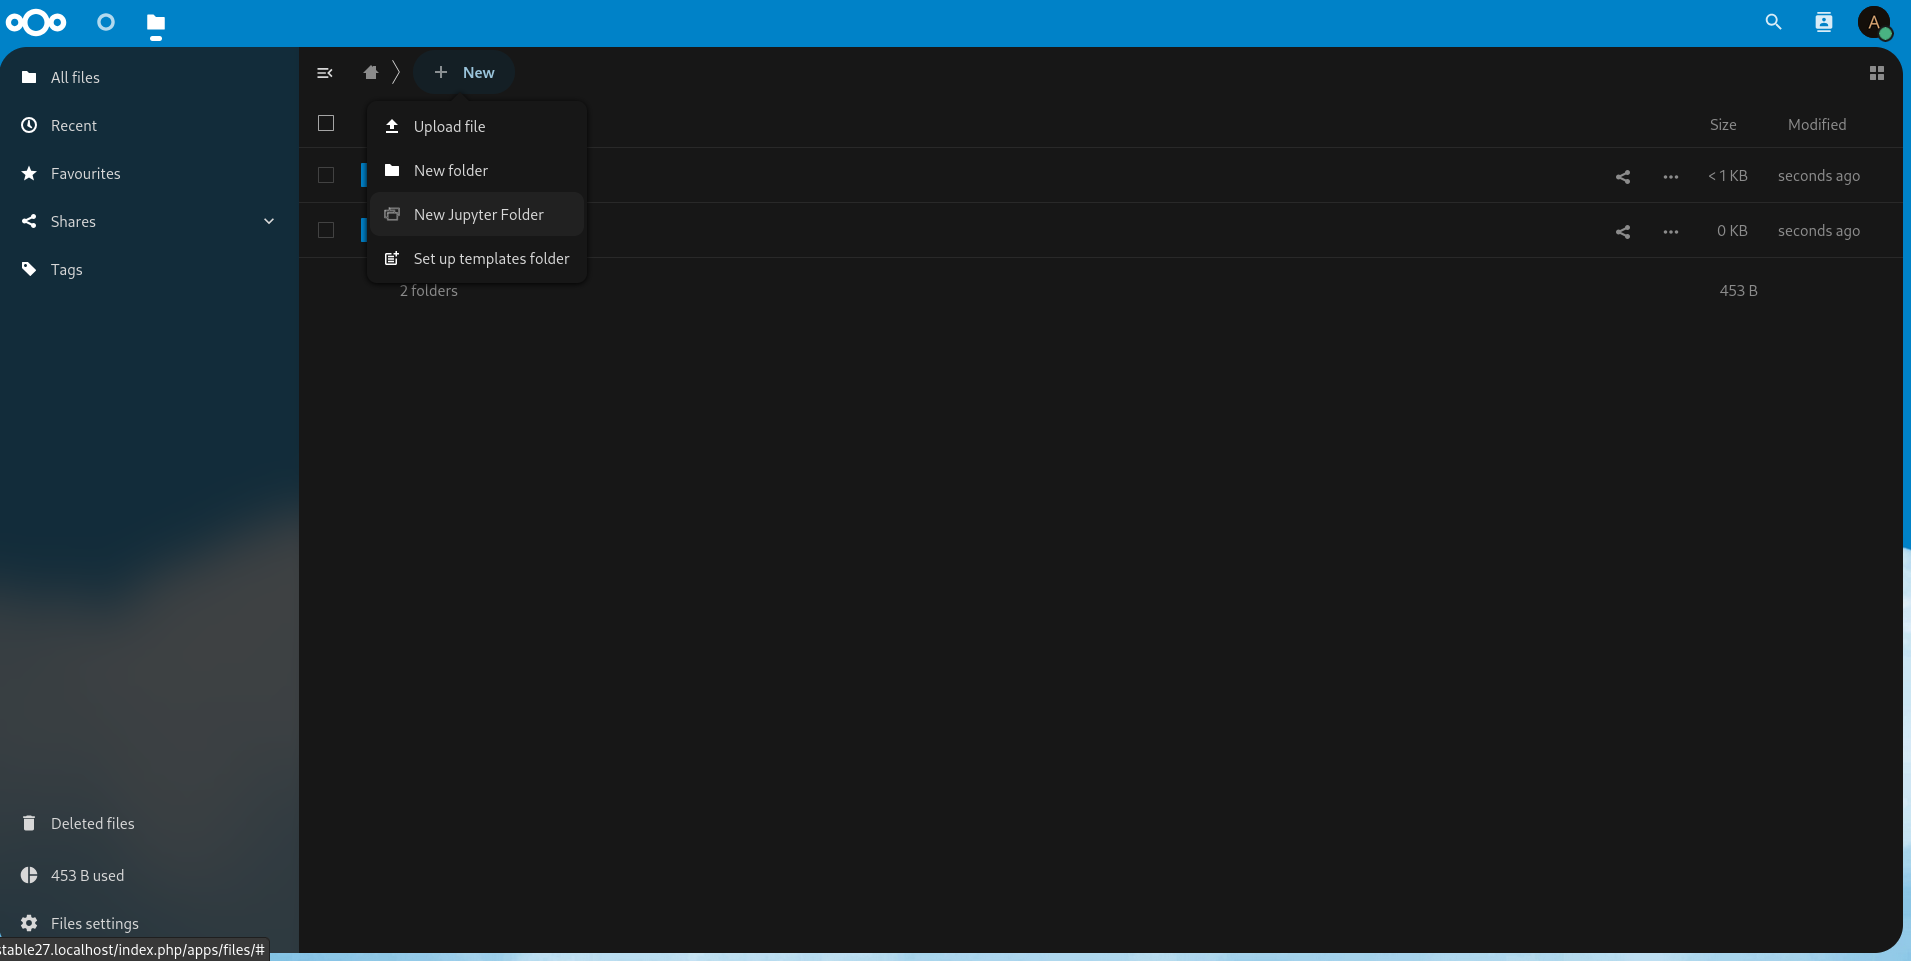 A
All files
Recent
Favourites
Shares
Tags
New
Upload file
New folder
New Jupyter Folder
Set up templates folder
Size
Modified
< 1 KB
seconds ago
0 KB
seconds ago
2 folders
453 B
Deleted files
453 B used
Files settings
stable27.localhost/index.php/apps/files/#